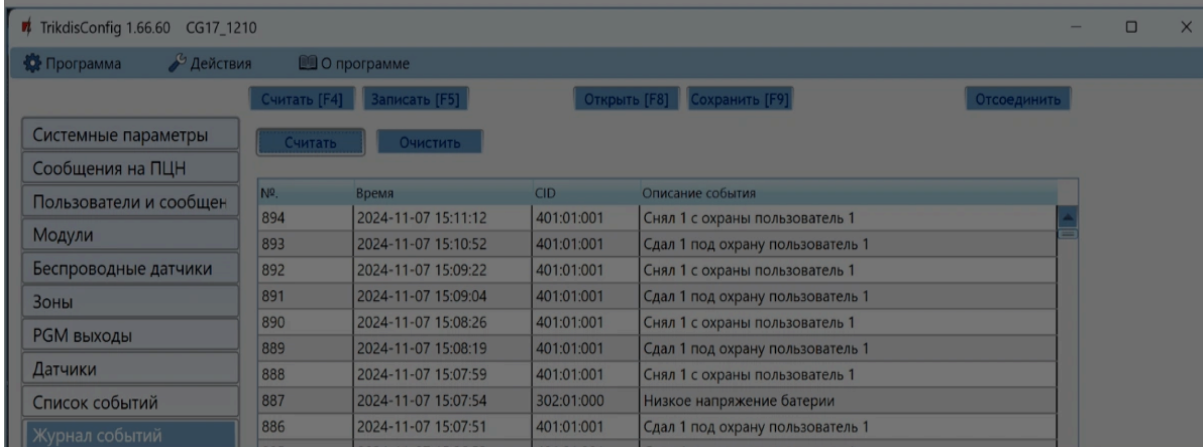 TrikdisConfig 1.66.60 CG17_1210
Программа Действия О программе
Считать [F4] Записать [F5] Открыть [F8] Сохранить [F9] Отсоединить
Системные параметры
Сообщения на ПЦН
Пользователи и сообщен
Модули
Беспроводные датчики
Зоны
PGM выходы
Датчики
Список событий
Журнал событий
Считать Очистить
№. Время CID Описание события
894 2024-11-07 15:11:12 401:01:001 Снял 1 с охраны пользователь 1
893 2024-11-07 15:10:52 401:01:001 Сдал 1 под охрану пользователь 1
892 2024-11-07 15:09:22 401:01:001 Снял 1 с охраны пользователь 1
891 2024-11-07 15:09:04 401:01:001 Сдал 1 под охрану пользователь 1
890 2024-11-07 15:08:26 401:01:001 Снял 1 с охраны пользователь 1
889 2024-11-07 15:08:19 401:01:001 Сдал 1 под охрану пользователь 1
888 2024-11-07 15:07:59 401:01:001 Снял 1 с охраны пользователь 1
887 2024-11-07 15:07:54 302:01:000 Низкое напряжение батерии
886 2024-11-07 15:07:51 401:01:001 Сдал 1 под охрану пользователь 1